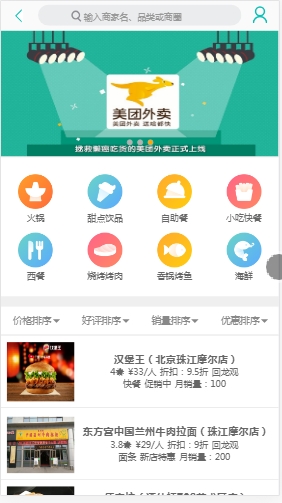 输入商家名、品类或商圈
美团外卖
美团外卖 送啥都快
拯救懒癌吃货的美团外卖正式上线
火锅 甜点饮品 自助餐 小吃快餐
西餐 烧烤烤肉 香锅烤鱼 海鲜
价格排序 好评排序 销量排序 优惠排序
汉堡王（北京珠江摩尔店）
4 ¥33/人 折扣：9.5折 回龙观
快餐 促销中 月销量：100
东方宫中国兰州牛肉拉面（珠江摩尔店）
3.8 ¥29/人 折扣：9折 回龙观
面条 新店特惠 月销量：200